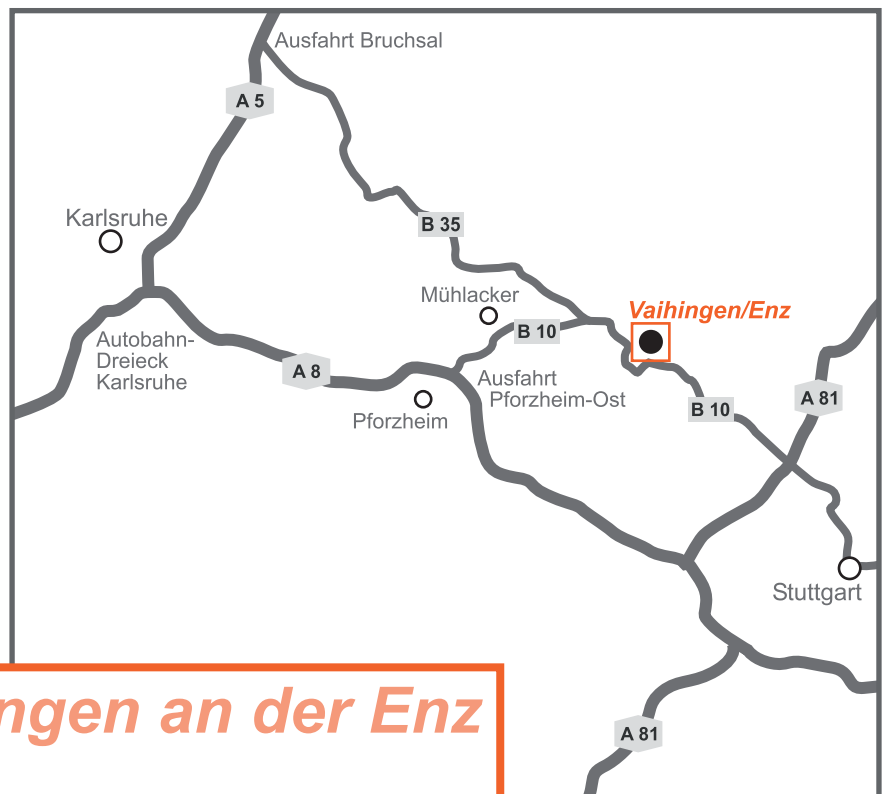 Ausfahrt Bruchsal
A 5
Karlsruhe
B 35
Mühlacker
Vaihingen/Enz
B 10
Autobahn-
Dreieck
Karlsruhe
A 8
Ausfahrt
Pforzheim-Ost
A 81
B 10
Pforzheim
Stuttgart
ngen an der Enz
A 81